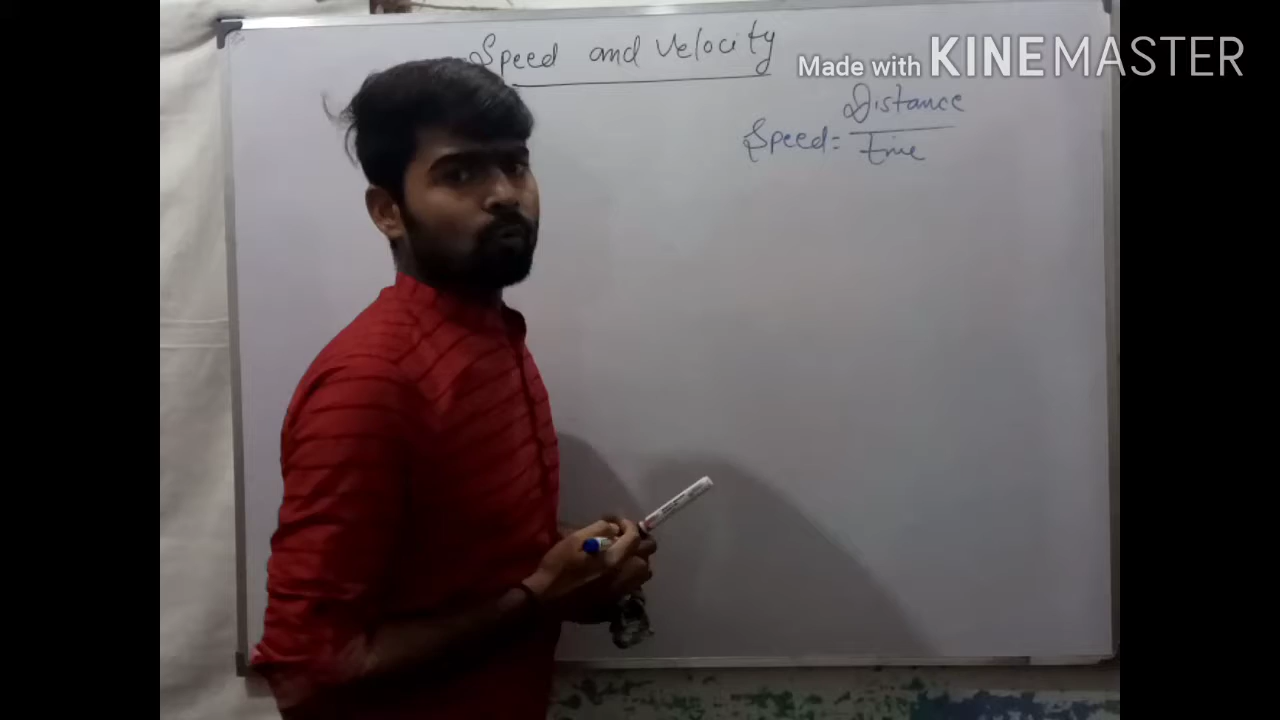 Speed and Velocity
Made with KINEMASTER
Speed = Distance
time